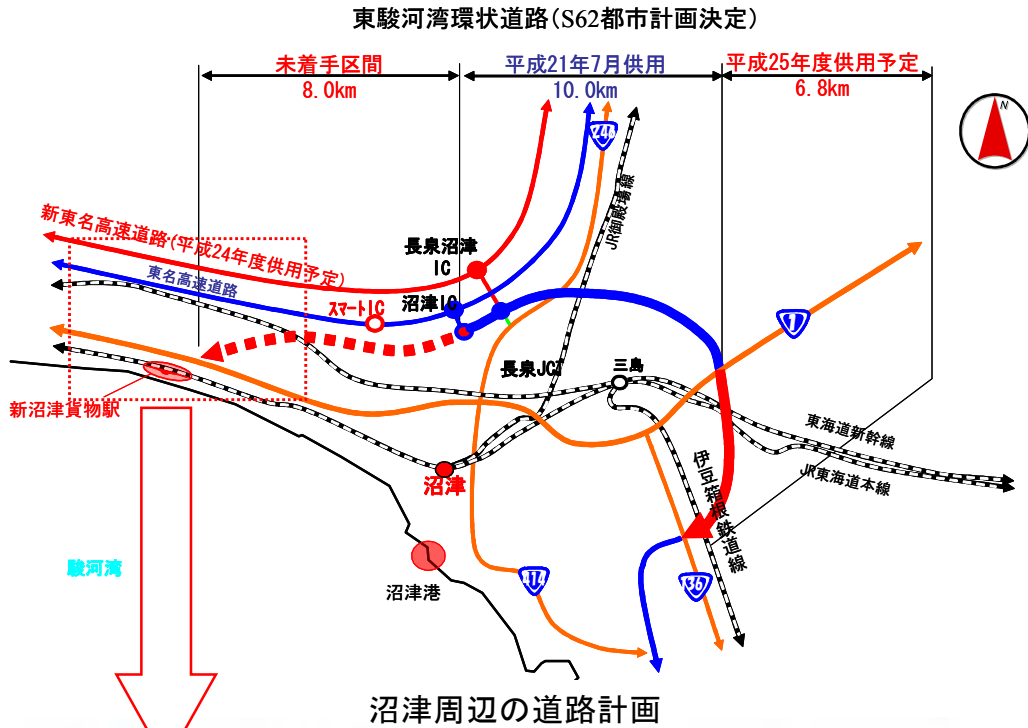 東駿河湾環状道路(S62都市計画決定)
未着手区間
8.0km
平成21年7月供用
10.0km
平成25年度供用予定
6.8km
N
246
JR御殿場線
新東名高速道路(平成24年度供用予定)
東名高速道路
長泉沼津
IC
スマートIC
沼津IC
1
長泉JCT
三島
新沼津貨物駅
東海道新幹線
JR東海道本線
沼津
伊豆箱根鉄道線
駿河湾
沼津港
414
136
沼津周辺の道路計画